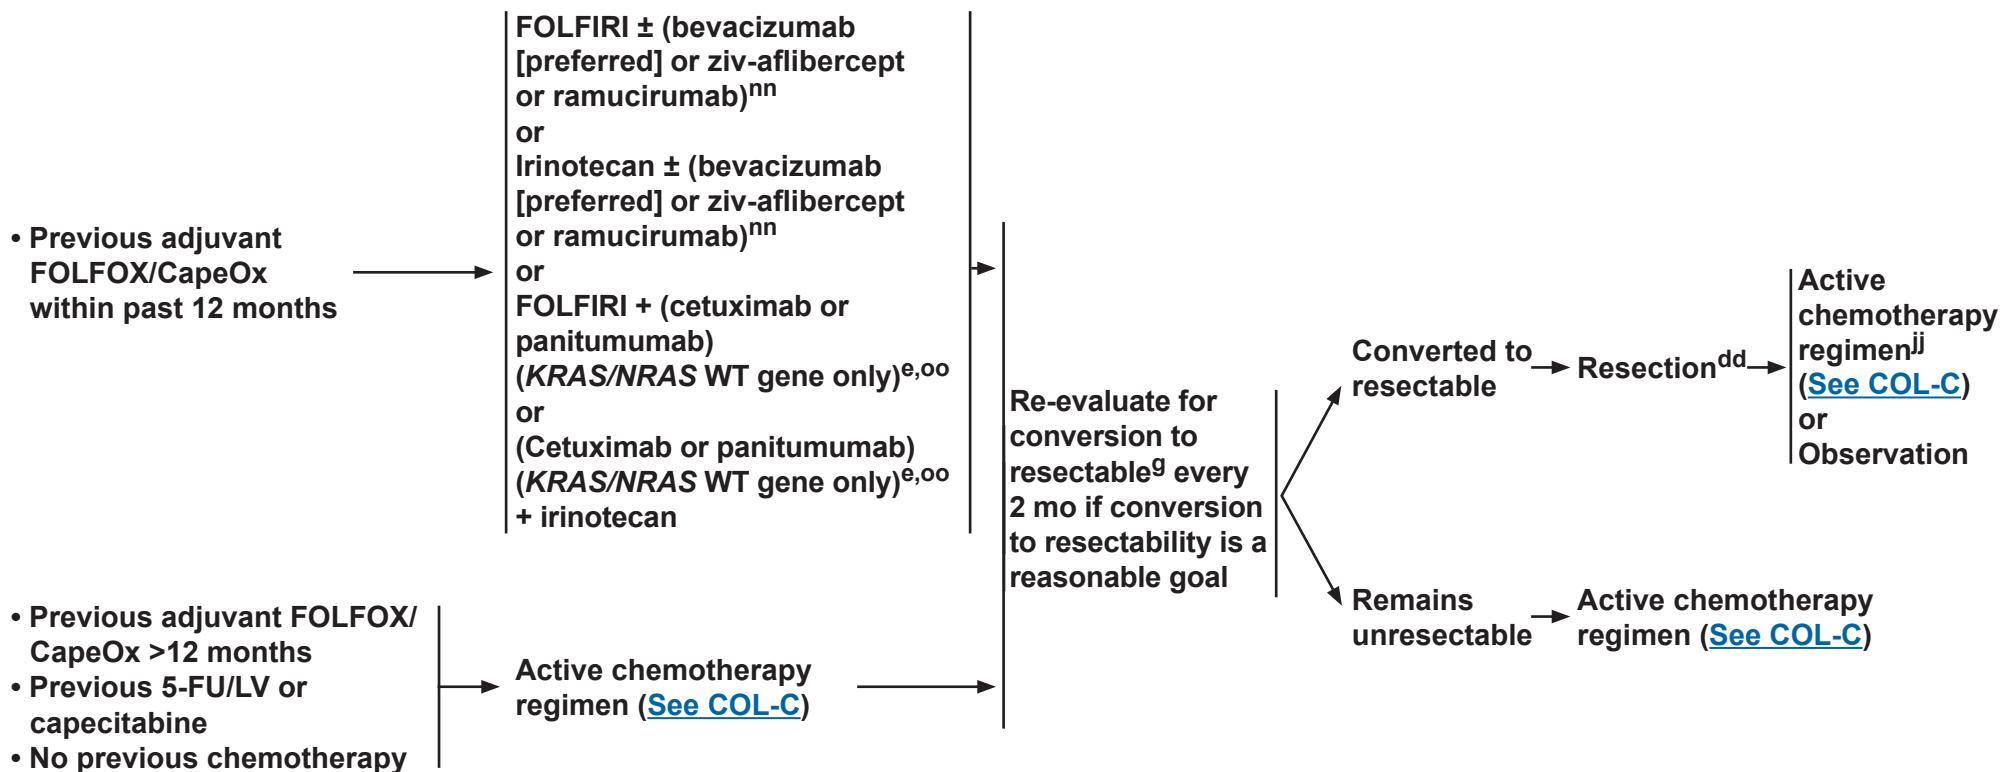 • Previous adjuvant
FOLFOX/CapeOx
within past 12 months
FOLFIRI ± (bevacizumab
[preferred] or ziv-aflibercept
or ramucirumab)nn
or
Irinotecan ± (bevacizumab
[preferred] or ziv-aflibercept
or ramucirumab)nn
or
FOLFIRI + (cetuximab or
panitumumab)
(KRAS/NRAS WT gene only)e,oo
or
(Cetuximab or panitumumab)
(KRAS/NRAS WT gene only)e,oo
+ irinotecan
• Previous adjuvant FOLFOX/
CapeOx >12 months
• Previous 5-FU/LV or
capecitabine
• No previous chemotherapy
Active chemotherapy
regimen (See COL-C)
Re-evaluate for
conversion to
resectableg every
2 mo if conversion
to resectability is a
reasonable goal
Converted to
resectable
Resectiondd
Active
chemotherapy
regimenjj
(See COL-C)
or
Observation
Remains
unresectable
Active chemotherapy
regimen (See COL-C)